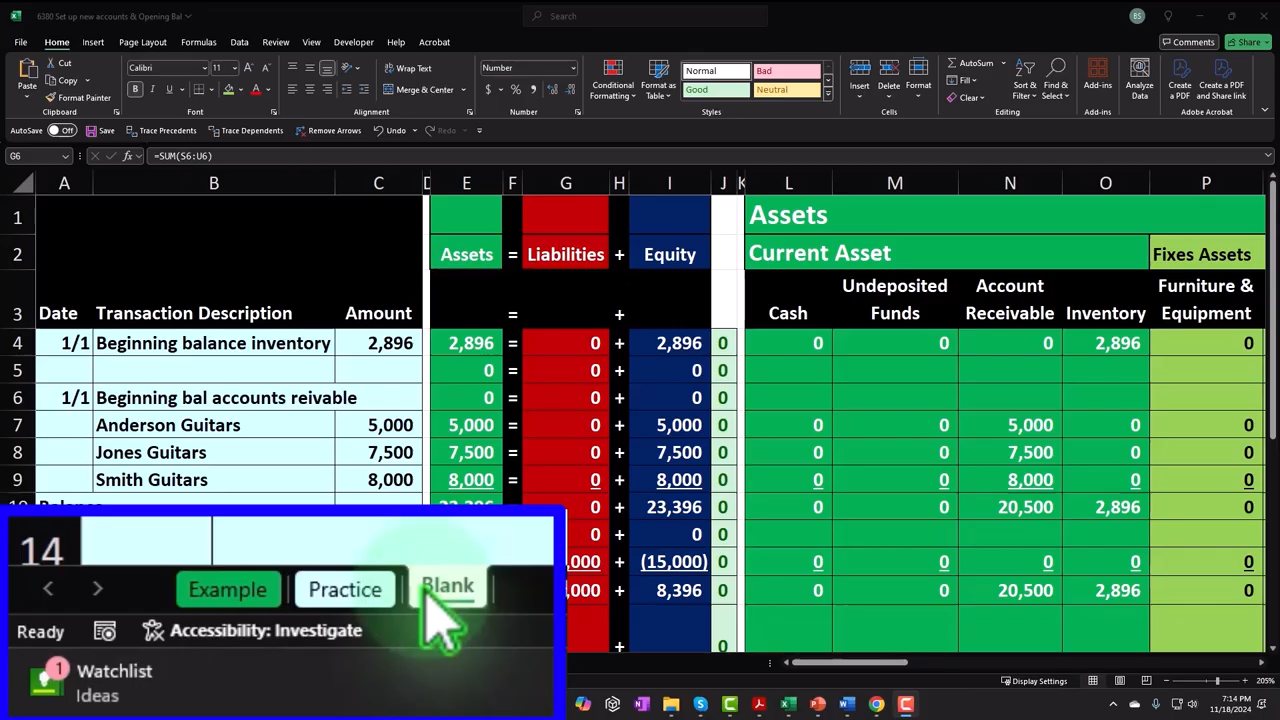 6380 Set up new accounts & Opening Bal
Search
BS
File Home Insert Page Layout Formulas Data Review View Developer Help Acrobat
Comments Share
Cut
Copy
Paste
Format Painter
Clipboard
Calibri 11
B I U
Font
Wrap Text
Merge & Center
Alignment
Number
$ % ,
Number
Conditional Formatting
Format as Table
Normal Bad
Good Neutral
Styles
Insert Delete Format
Cells
AutoSum
Fill
Clear
Sort & Filter
Find & Select
Editing
Add-ins
Add-ins
Analyze Data
Create a PDF
Create a PDF and Share link
Adobe Acrobat
AutoSave Off Save Trace Precedents Trace Dependents Remove Arrows Undo Redo
G6 fx =SUM(S6:U6)
A B C D E F G H I J K L M N O P
1 Assets
2 Assets = Liabilities + Equity Current Asset Fixes Assets
3 Date Transaction Description Amount = + Cash Undeposited Funds Account Receivable Inventory Furniture & Equipment
4 1/1 Beginning balance inventory 2,896 2,896 = 0 + 2,896 0 0 0 0 2,896 0
5 0 = 0 + 0 0
6 1/1 Beginning bal accounts reivable 0 = 0 + 0 0
7 Anderson Guitars 5,000 5,000 = 0 + 5,000 0 0 0 5,000 0 0
8 Jones Guitars 7,500 7,500 = 0 + 7,500 0 0 0 7,500 0 0
9 Smith Guitars 8,000 8,000 = 0 + 8,000 0 0 0 8,000 0 0
23,396 0 + 23,396 0 0 0 20,500 2,896 0
0 + 0 0
,000 + (15,000) 0 0 0 0 0 0
,000 + 8,396 0 0 0 20,500 2,896 0
+ 0
14
Example Practice Blank
Ready Accessibility: Investigate
1 Watchlist
Ideas
Display Settings 205%
7:14 PM
11/18/2024